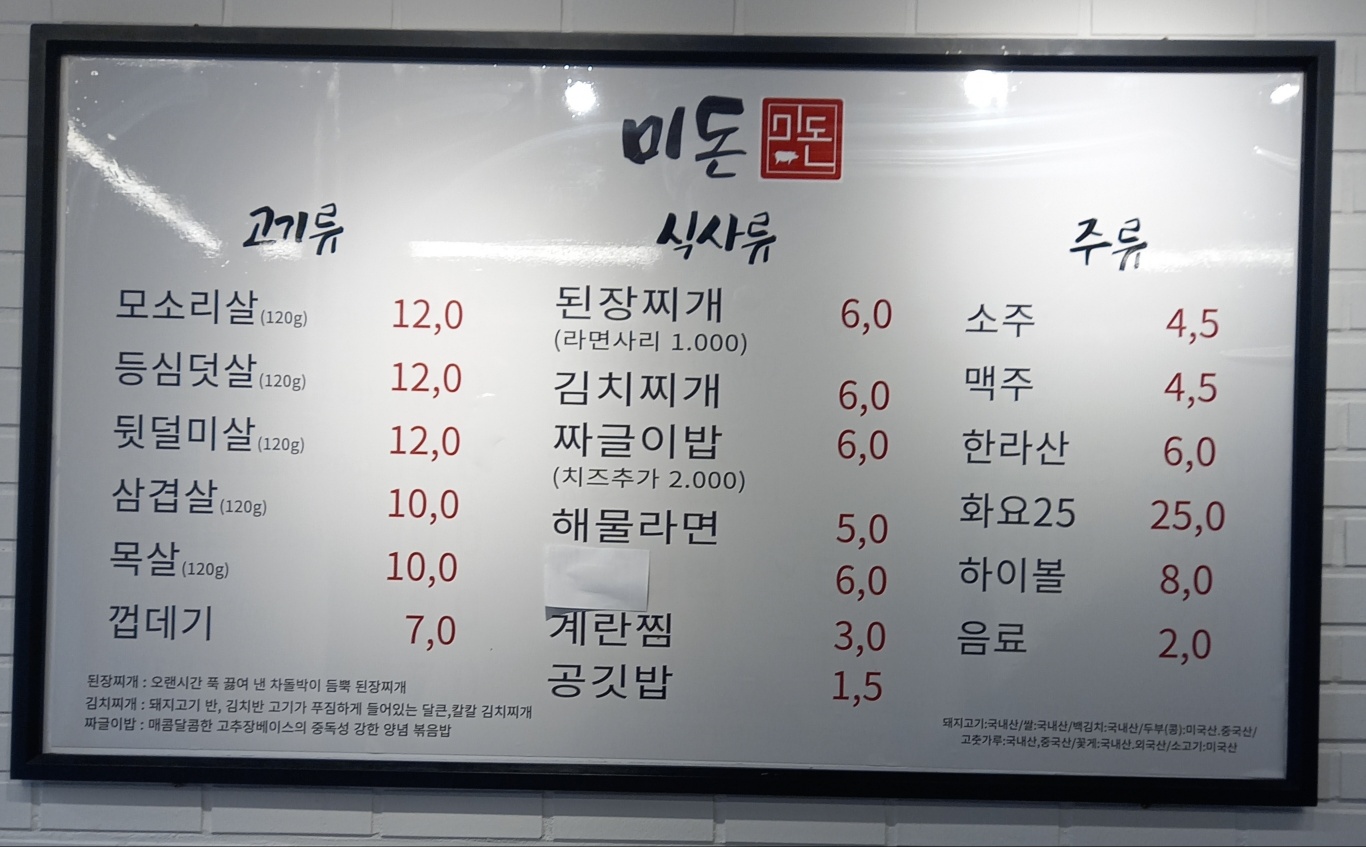 미돈 미돈
고기류
모소리살(120g) 12,0
등심덧살(120g) 12,0
뒷덜미살(120g) 12,0
삼겹살(120g) 10,0
목살(120g) 10,0
껍데기 7,0
된장찌개 : 오랜시간 푹 끓여 낸 차돌박이 듬뿍 된장찌개
김치찌개 : 돼지고기 반, 김치반 고기가 푸짐하게 들어있는 달큰,칼칼 김치찌개
짜글이밥 : 매콤달콤한 고추장베이스의 중독성 강한 양념 볶음밥
식사류
된장찌개 6,0
(라면사리 1.000)
김치찌개 6,0
짜글이밥 6,0
(치즈추가 2.000)
해물라면 5,0
6,0
계란찜 3,0
공깃밥 1,5
주류
소주 4,5
맥주 4,5
한라산 6,0
화요25 25,0
하이볼 8,0
음료 2,0
돼지고기:국내산/쌀:국내산/백김치:국내산/두부(콩):미국산,중국산/
고춧가루:국내산,중국산/꽃게:국내산,외국산/소고기:미국산